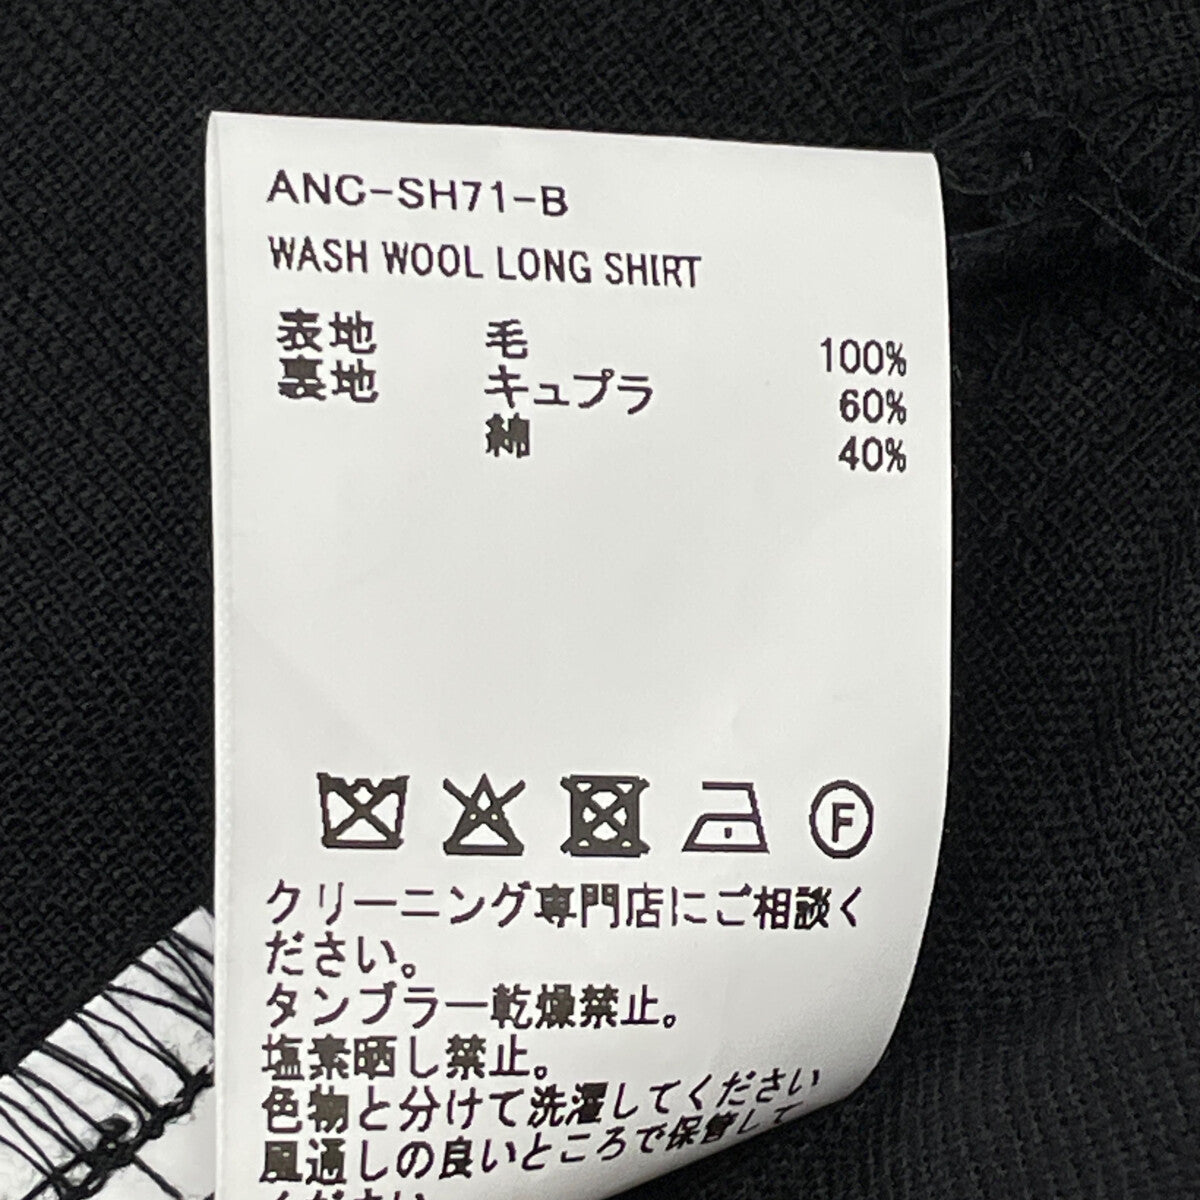 ANC-SH71-B
WASH WOOL LONG SHIRT
表地 毛 100%
裏地 キュプラ 60%
綿 40%
F
クリーニング専門店にご相談く
ださい。
タンブラー乾燥禁止。
塩素晒し禁止。
色物と分けて洗濯してください
風通しの良いところで保管して
ください